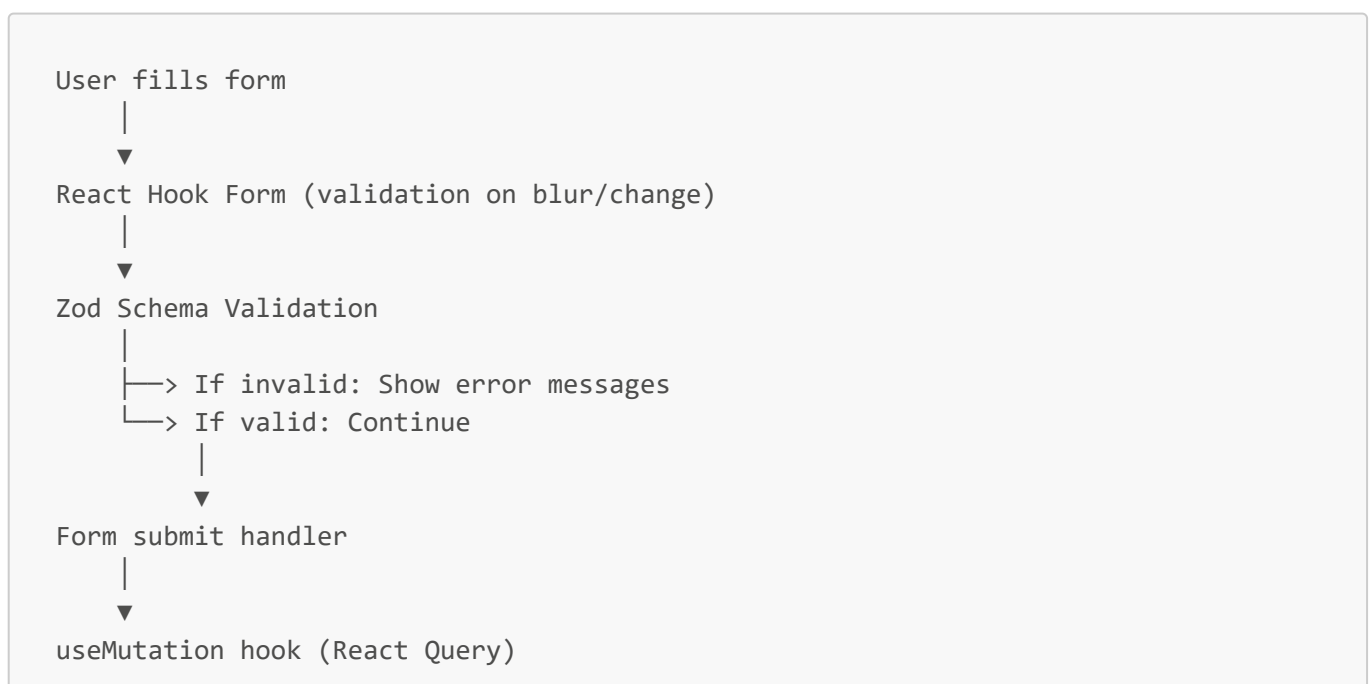 User fills form
│
▼
React Hook Form (validation on blur/change)
│
▼
Zod Schema Validation
│
├──> If invalid: Show error messages
└──> If valid: Continue
│
▼
Form submit handler
│
▼
useMutation hook (React Query)